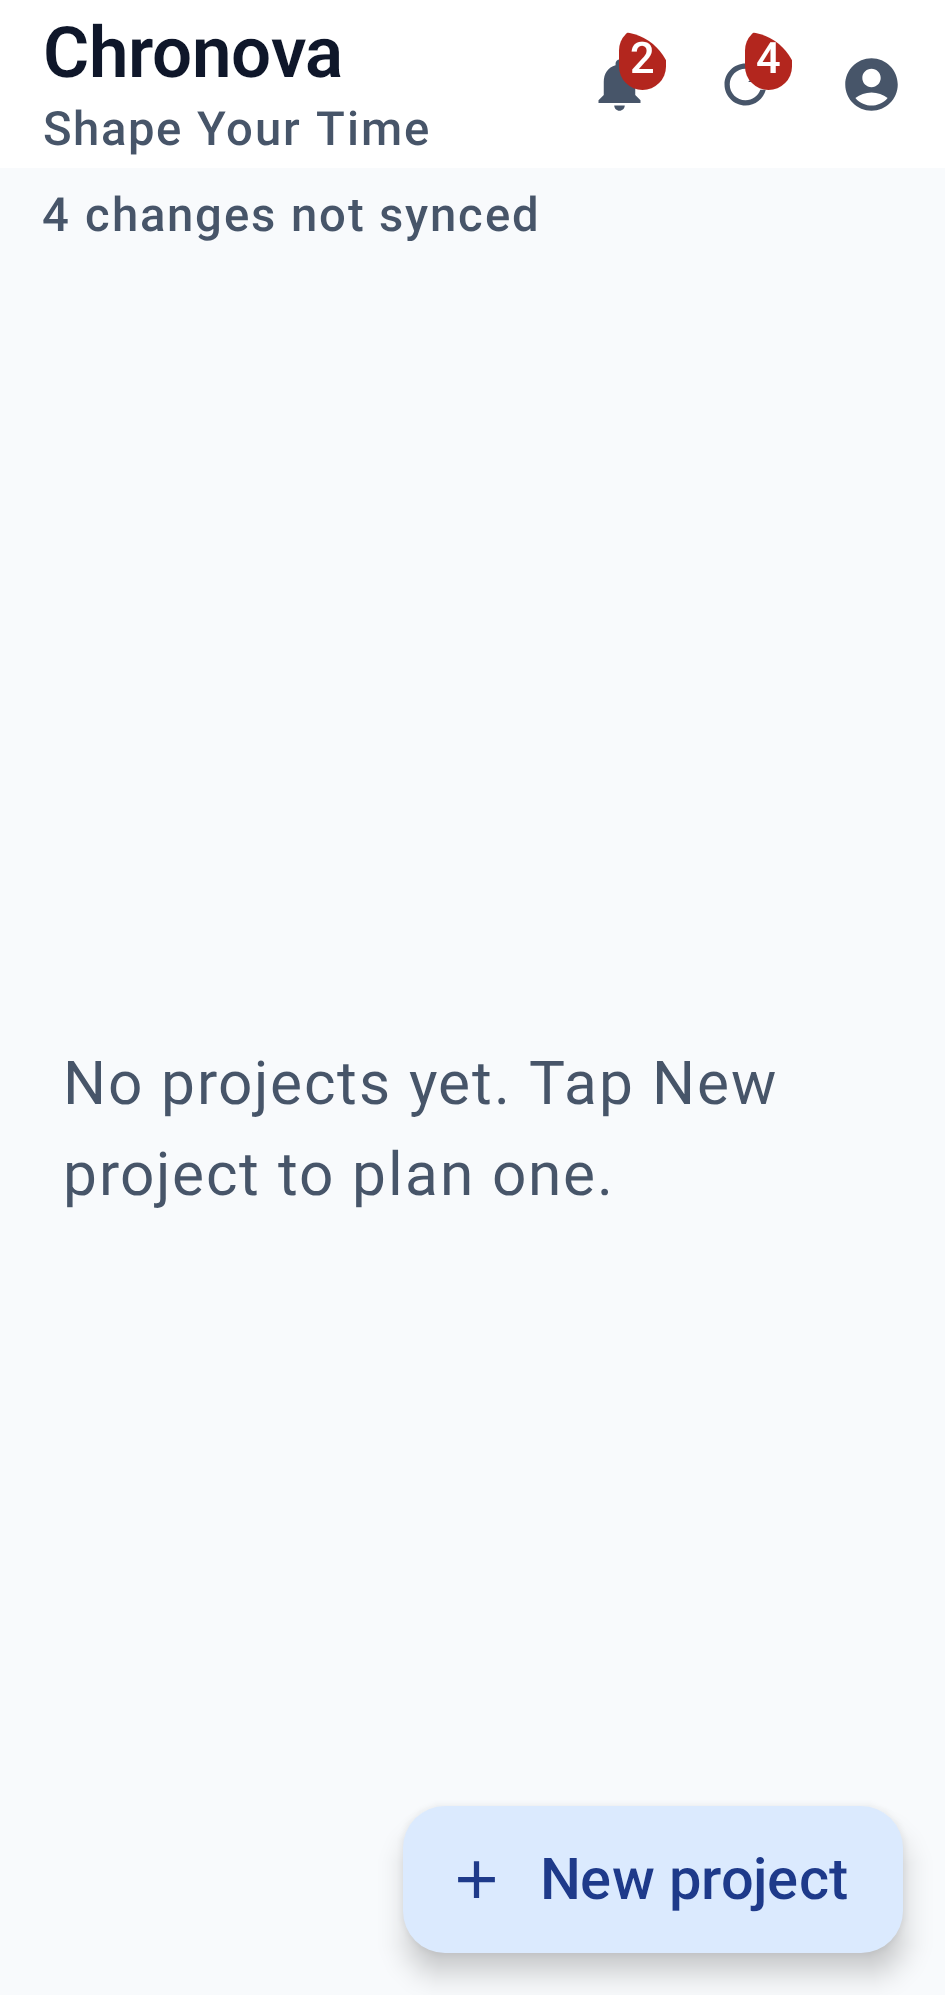 Chronova
2
4
Shape Your Time
4 changes not synced
No projects yet. Tap New
project to plan one.
+ New project